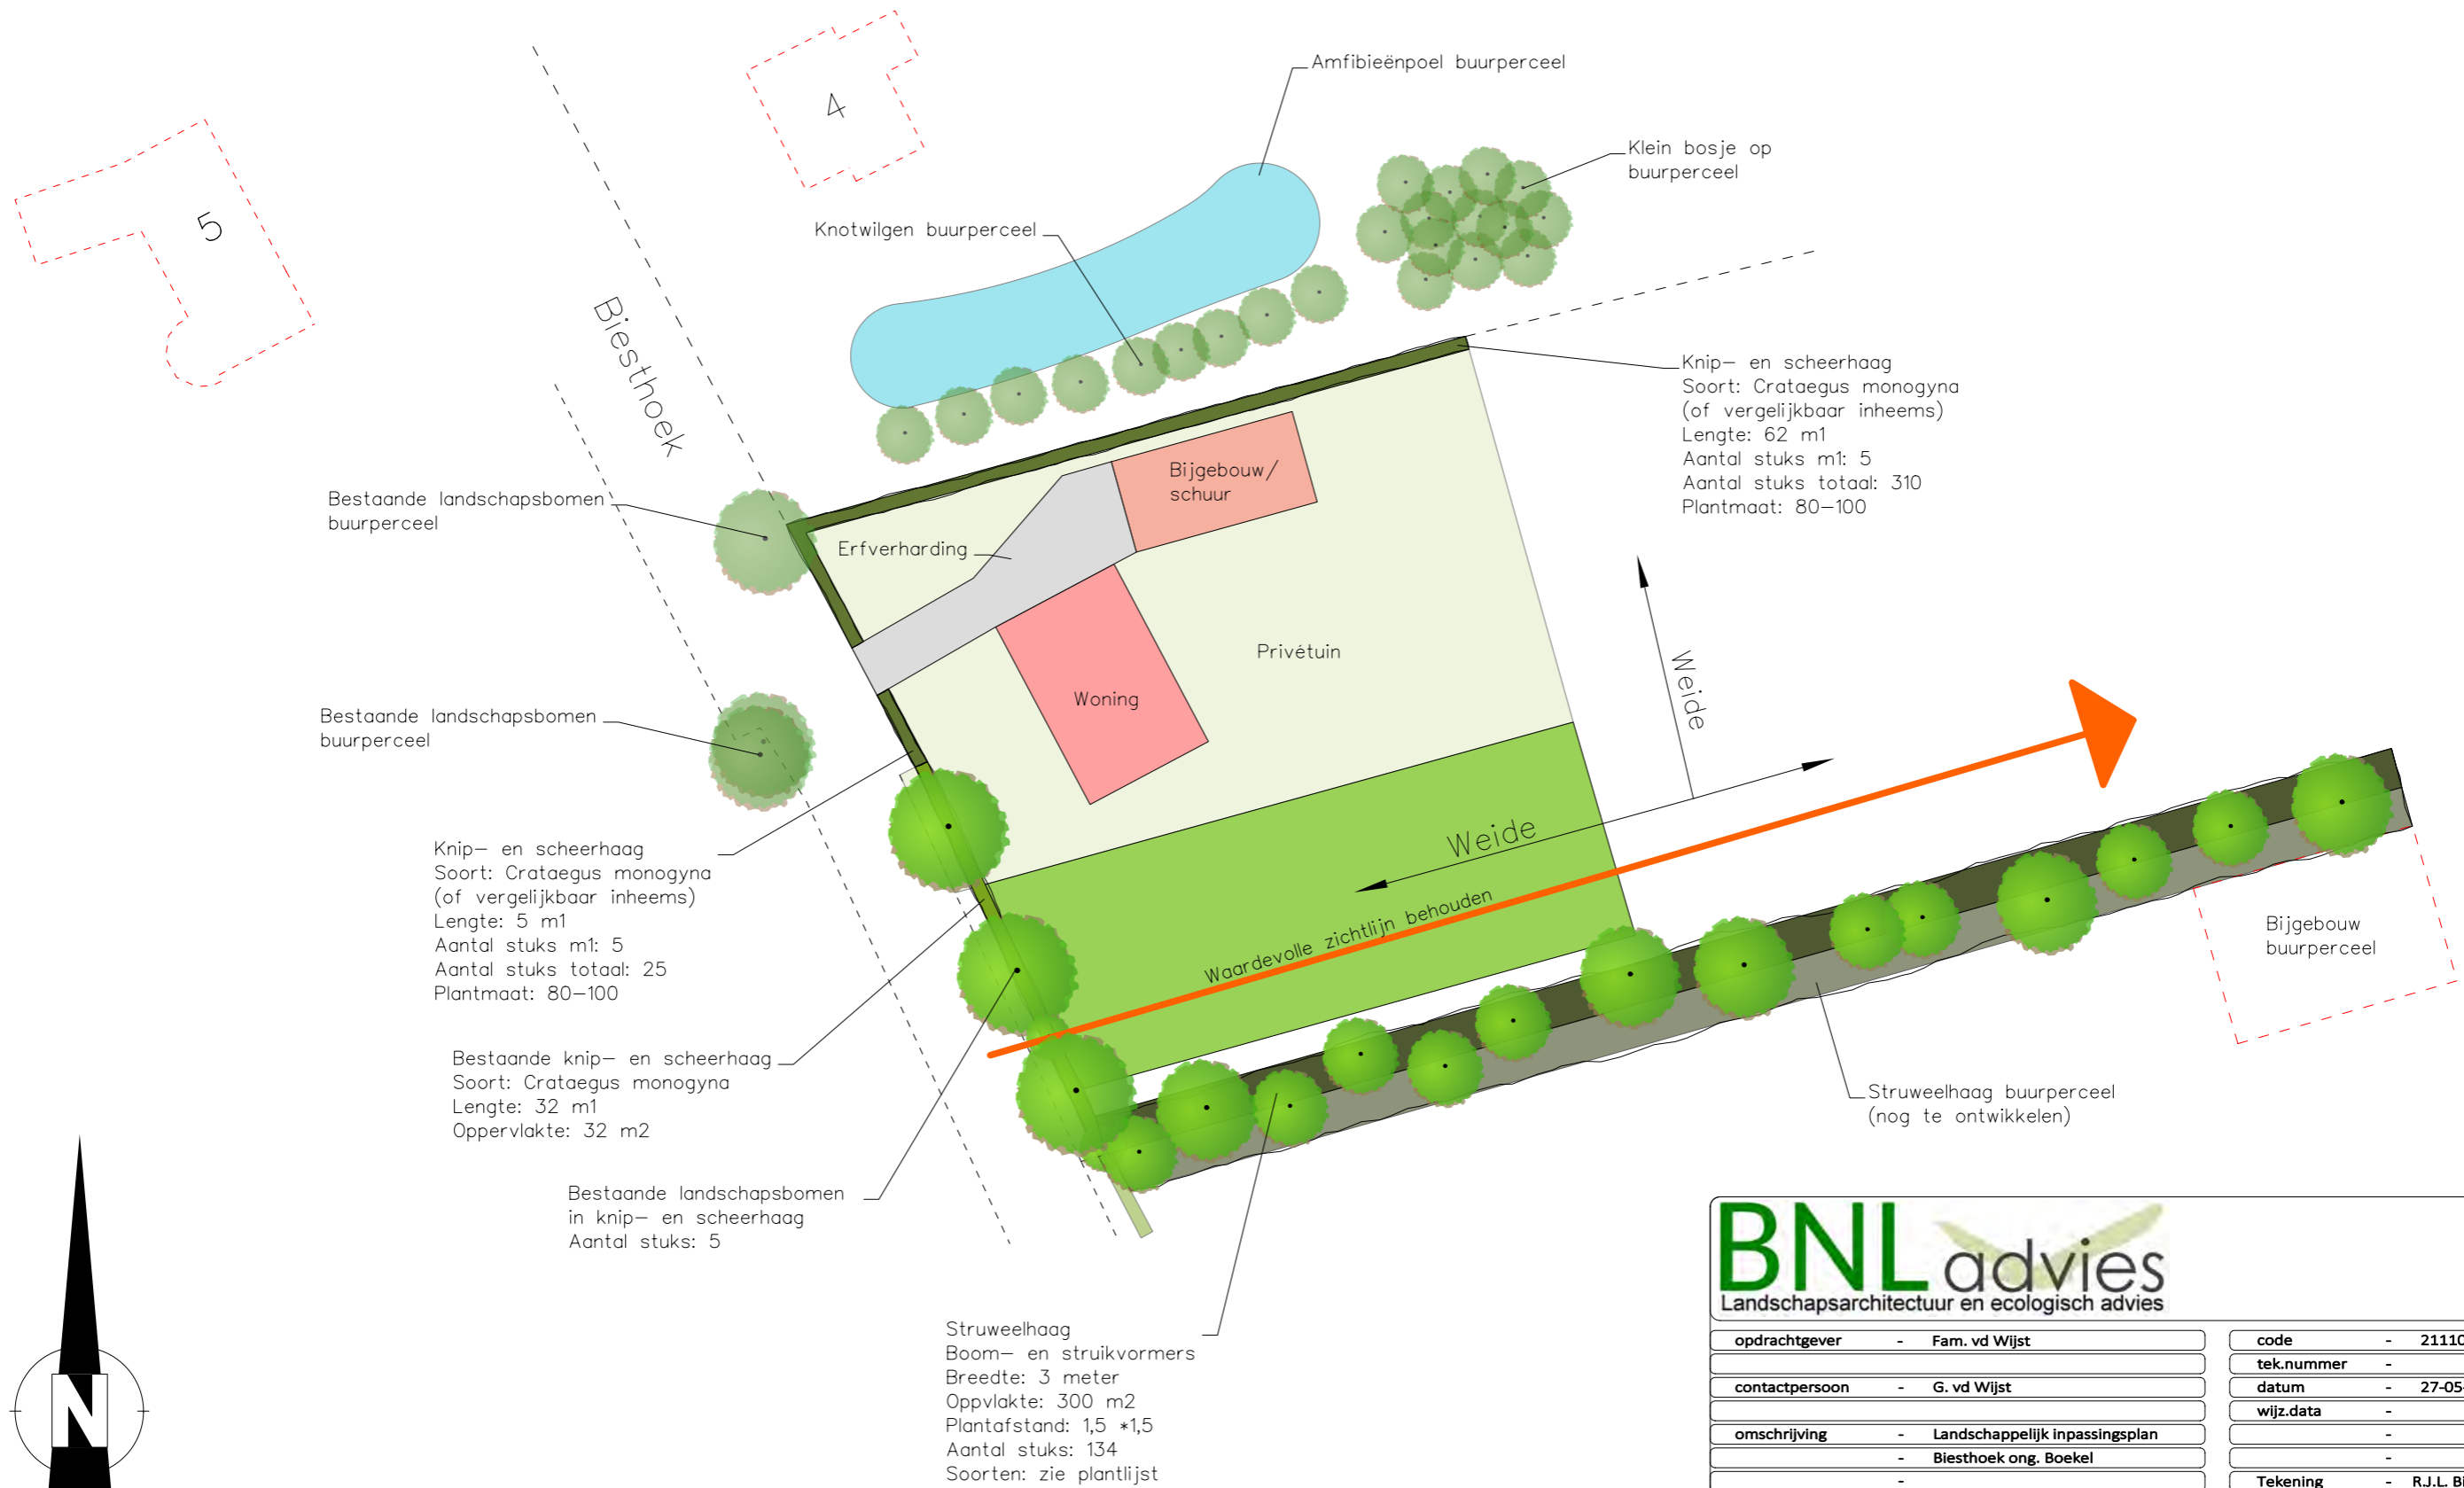 Amfibieënpoel buurperceel
4
Klein bosje op
buurperceel
5
Knotwilgen buurperceel
Biesthoek
Knip- en scheerhaag
Soort: Crataegus monogyna
(of vergelijkbaar inheems)
Lengte: 62 m1
Aantal stuks m1: 5
Aantal stuks totaal: 310
Plantmaat: 80-100
Bijgebouw/
schuur
Bestaande landschapsbomen
buurperceel
Erfverharding
Privétuin
Weide
Woning
Bestaande landschapsbomen
buurperceel
Weide
Knip- en scheerhaag
Soort: Crataegus monogyna
(of vergelijkbaar inheems)
Lengte: 5 m1
Aantal stuks m1: 5
Aantal stuks totaal: 25
Plantmaat: 80-100
Waardevolle zichtlijn behouden
Bijgebouw
buurperceel
Bestaande knip- en scheerhaag
Soort: Crataegus monogyna
Lengte: 32 m1
Oppervlakte: 32 m2
Struweelhaag buurperceel
(nog te ontwikkelen)
Bestaande landschapsbomen
in knip- en scheerhaag
Aantal stuks: 5
Struweelhaag
Boom- en struikvormers
Breedte: 3 meter
Oppvlakte: 300 m2
Plantafstand: 1,5 *1,5
Aantal stuks: 134
Soorten: zie plantlijst
N
BNL advies
Landschapsarchitectuur en ecologisch advies
opdrachtgever - Fam. vd Wijst
contactpersoon - G. vd Wijst
omschrijving - Landschappelijk inpassingsplan
- Biesthoek ong. Boekel
-
code - 21110
tek.nummer -
datum - 27-05-
wijz.data -
-
-
Tekening - R.J.L.